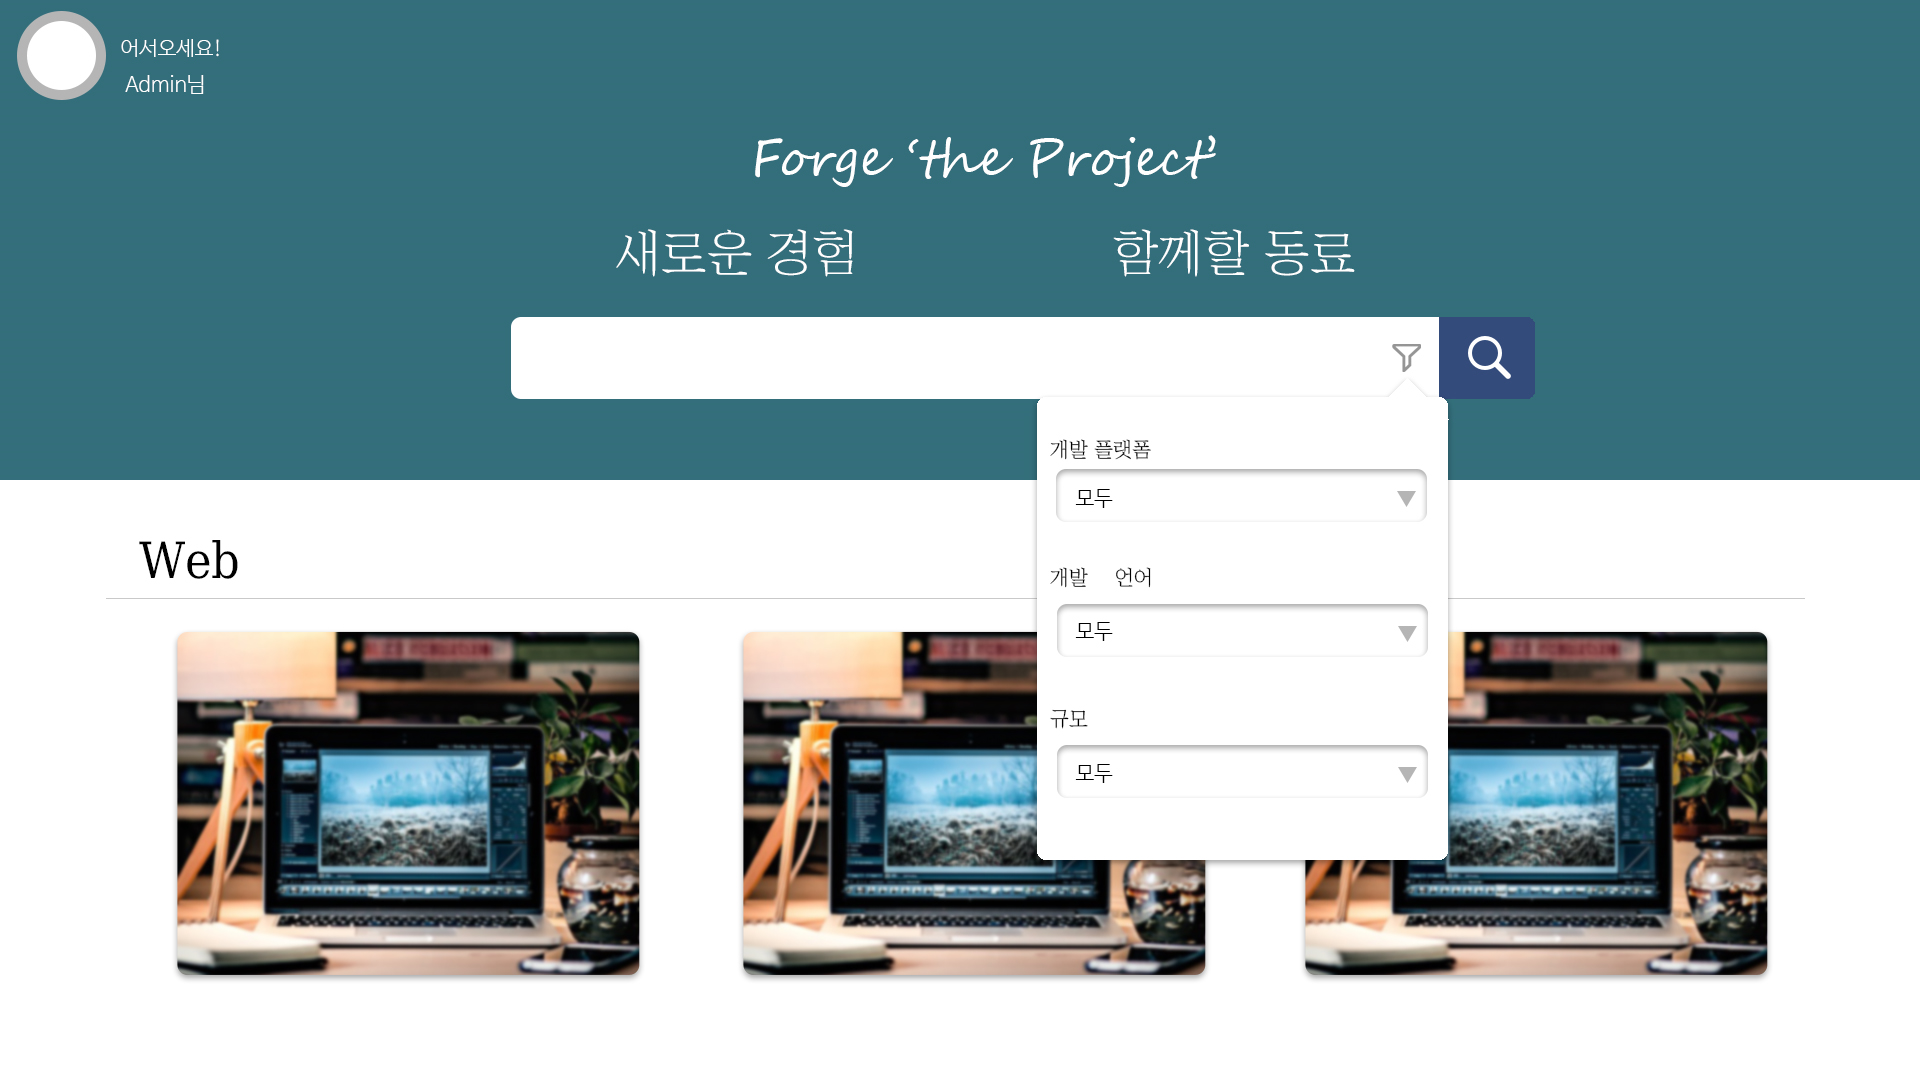 어서오세요!
Admin님
Forge ‘the Project’
새로운 경험 함께할 동료
개발 플랫폼
모두
Web
개발 언어
모두
규모
모두